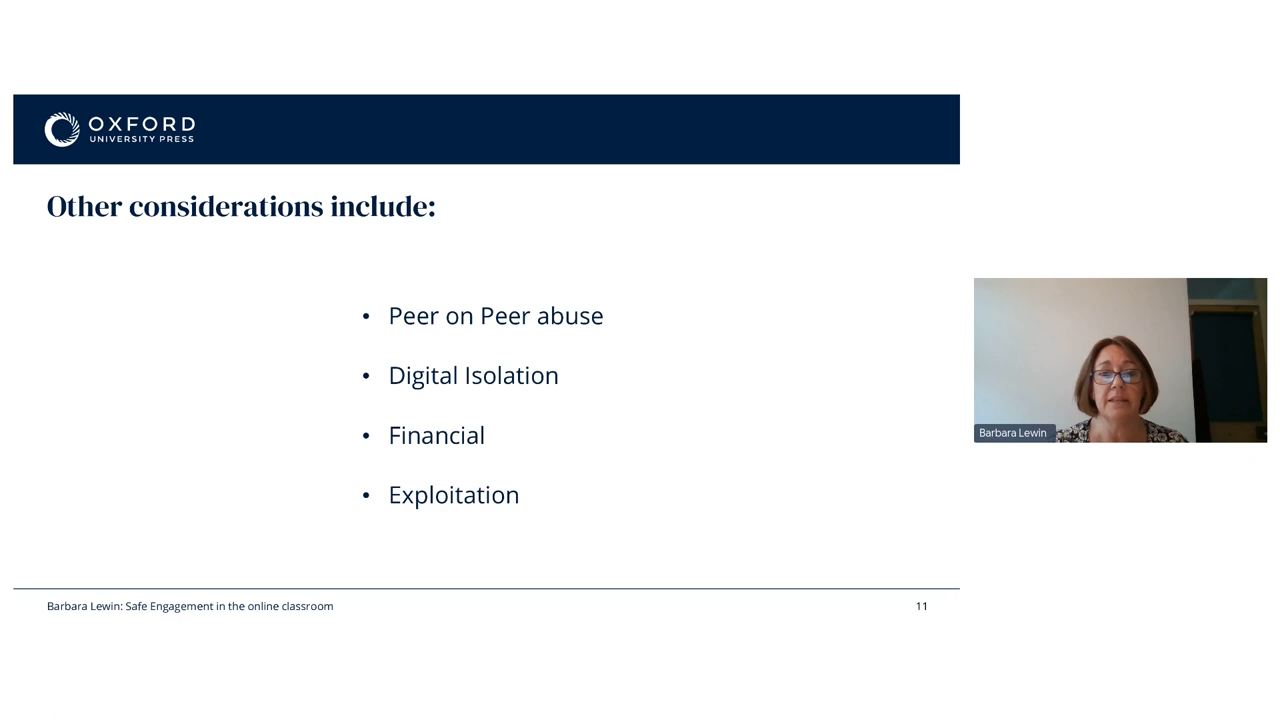 OXFORD
UNIVERSITY PRESS
Other considerations include:
• Peer on Peer abuse
• Digital Isolation
• Financial
• Exploitation
Barbara Lewin
Barbara Lewin: Safe Engagement in the online classroom
11